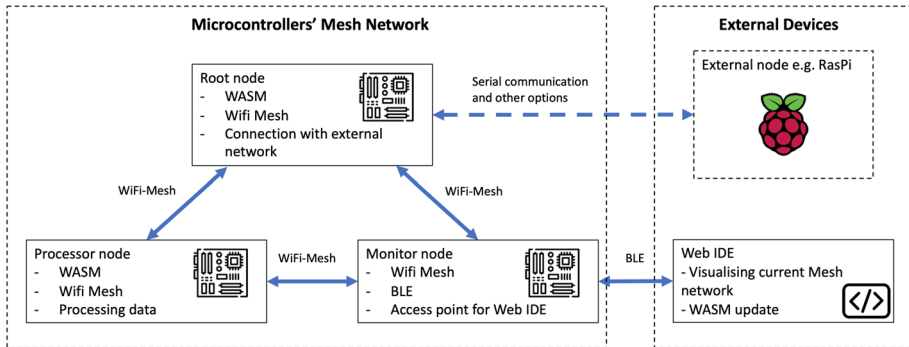 Microcontrollers' Mesh Network
External Devices
Root node
- WASM
- Wifi Mesh
- Connection with external
network
Serial communication
and other options
External node e.g. RasPi
WiFi-Mesh
WiFi-Mesh
Processor node
- WASM
- Wifi Mesh
- Processing data
WiFi-Mesh
Monitor node
- Wifi Mesh
- BLE
- Access point for Web IDE
BLE
Web IDE
- Visualising current Mesh
network
- WASM update
</>